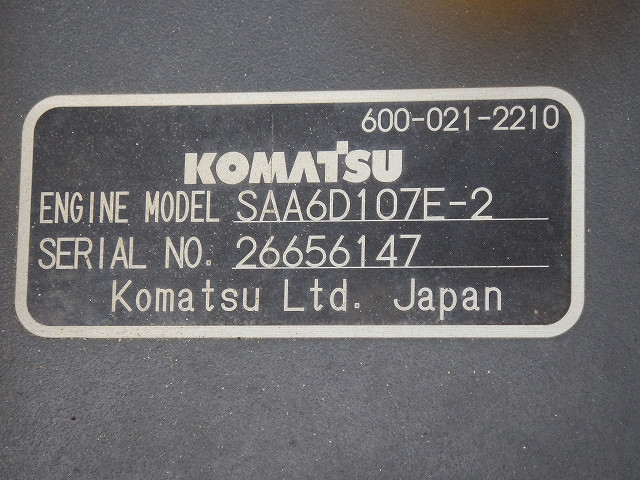 600-021-2210
KOMATSU
ENGINE MODEL SAA6D107E-2
SERIAL NO. 26656147
Komatsu Ltd. Japan